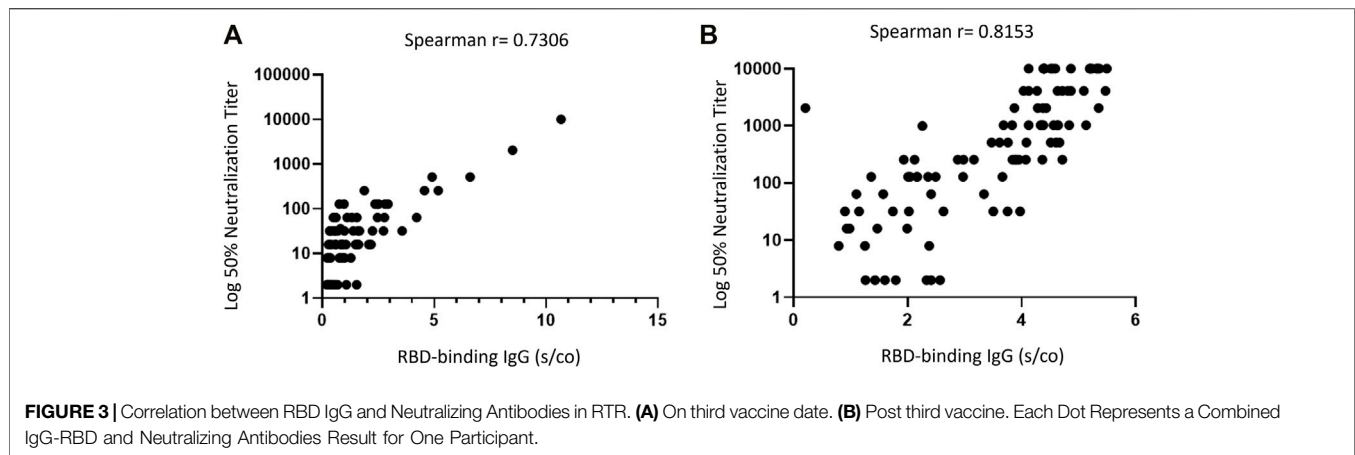 A
Spearman r= 0.7306
100000
10000
1000
100
10
1
Log 50% Neutralization Titer
0
5
10
15
RBD-binding IgG (s/co)
B
Spearman r= 0.8153
10000
1000
100
10
1
Log 50% Neutralization Titer
0
2
4
6
RBD-binding IgG (s/co)
FIGURE 3 | Correlation between RBD IgG and Neutralizing Antibodies in RTR. (A) On third vaccine date. (B) Post third vaccine. Each Dot Represents a Combined
IgG-RBD and Neutralizing Antibodies Result for One Participant.